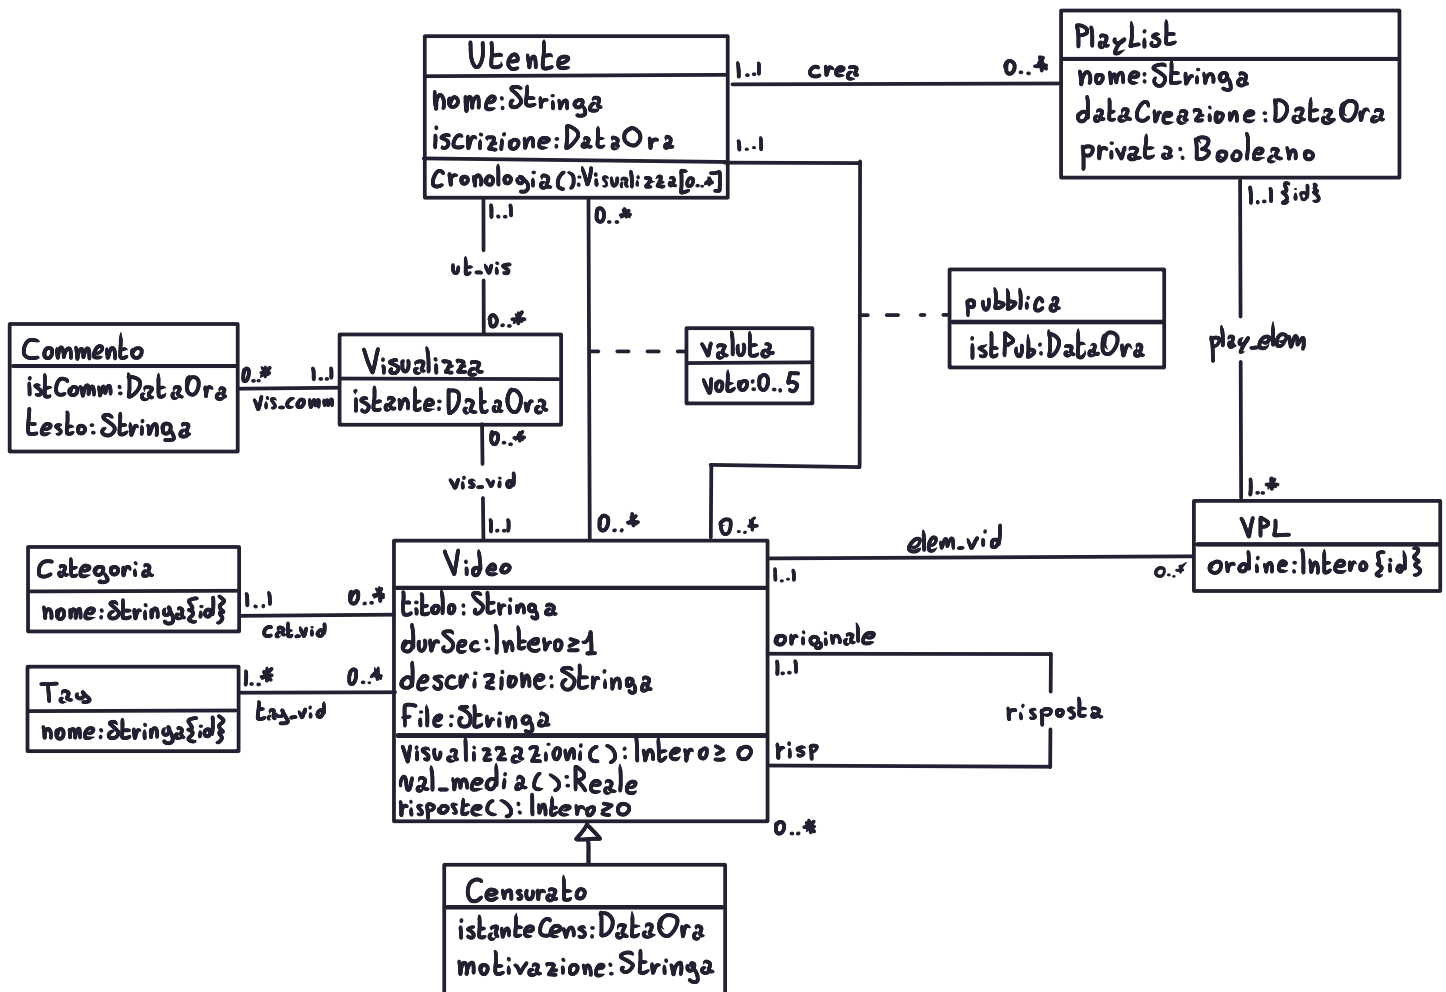 Utente
nome:Stringa
iscrizione:DataOra
Cronologia():Visualizza[0..*]
1..1
crea
0..*
PlayList
nome:Stringa
dataCreazione:DataOra
privata:Booleano
1..1
1..1
0..*
1..1 {id}
ut_vis
0..*
pubblica
istPub:DataOra
play_elem
Commento
istComm:DataOra
testo:Stringa
0..*
1..1
vis_comm
Visualizza
istante:DataOra
valuta
voto:0..5
0..*
vis_vid
1..1
0..*
0..*
1..*
VPL
ordine:Intero{id}
elem_vid
1..1
0..*
Categoria
nome:Stringa{id}
1..1
0..*
cat_vid
Tag
nome:Stringa{id}
1..*
0..*
tag_vid
Video
titolo:Stringa
durSec:Intero≥1
descrizione:Stringa
file:Stringa
visualizzazioni():Intero≥0
val_media():Reale
risposte():Intero≥0
originale
1..1
risposta
risp
0..*
Censurato
istanteCens:DataOra
motivazione:Stringa